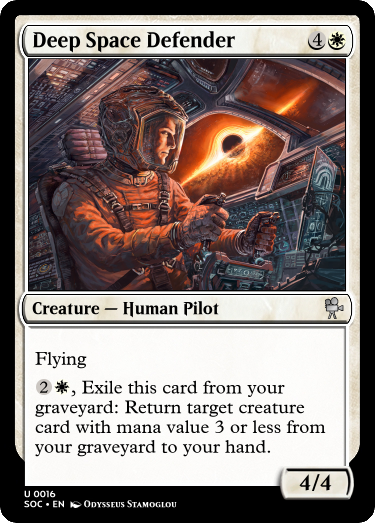 Deep Space Defender 4
Creature — Human Pilot
Flying
2, Exile this card from your
graveyard: Return target creature
card with mana value 3 or less from
your graveyard to your hand.
4/4
U 0016
SOC • EN Odysseus Stamoglou